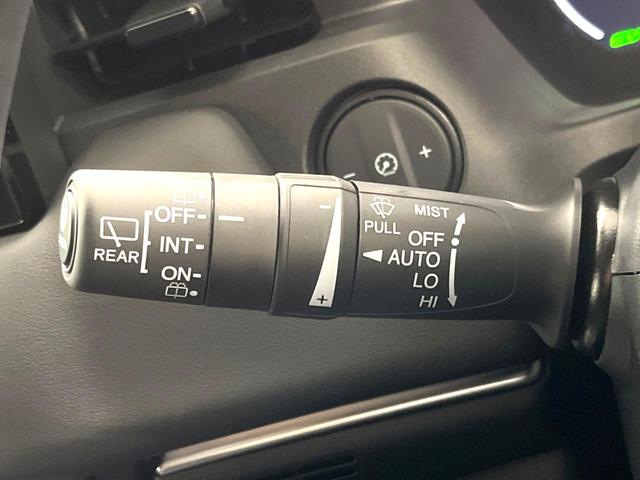 MIST
PULL
OFF
AUTO
LO
HI
OFF
INT
ON
REAR
- +
- +